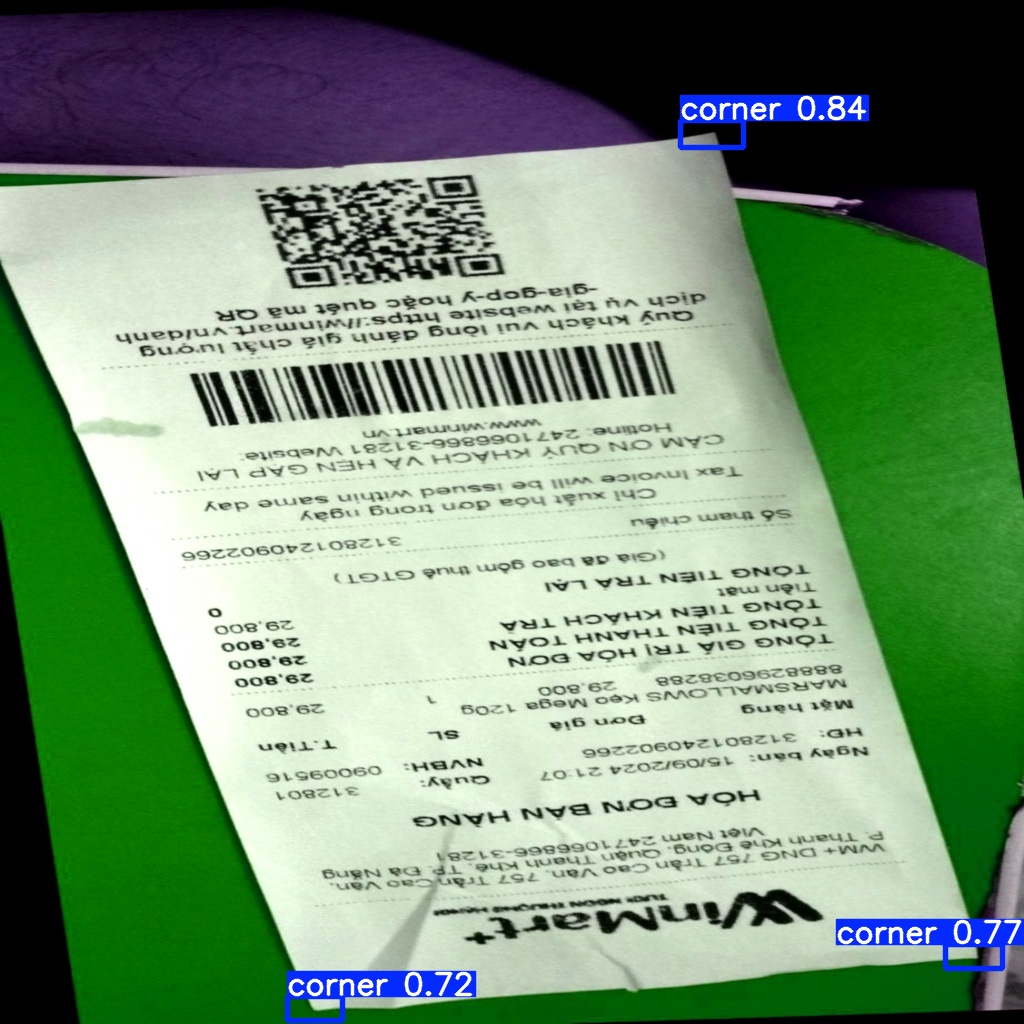 corner 0.84
corner 0.77
corner 0.72
WinMart+
TƯƠI NGON THƯỢNG HẠNG
WM+ DNG 757 Trần Cao Vân, 757 Trần Cao Vân,
P. Thanh Khê Đông, Quận Thanh Khê, TP. Đà Nẵng
Việt Nam 2471066866-31281
HÓA ĐƠN BÁN HÀNG
Ngày bán: 15/09/2024 21:07 Quầy: 312801
HĐ: 312801240902266 NVBH: 09009516
Mặt hàng Đơn giá SL T.Tiền
MARSMALLOWS Kẹo Mega 120g
8888296038288 29,800 1 29,800
TỔNG GIÁ TRỊ HÓA ĐƠN 29,800
TỔNG TIỀN THANH TOÁN 29,800
TỔNG TIỀN KHÁCH TRẢ 29,800
Tiền mặt 29,800
TỔNG TIỀN TRẢ LẠI 0
(Giá đã bao gồm thuế GTGT)
Số tham chiếu 312801240902266
Chỉ xuất hóa đơn trong ngày
Tax Invoice will be issued within same day
CẢM ƠN QUÝ KHÁCH VÀ HẸN GẶP LẠI
Hotline: 2471066866-31281 Website:
www.winmart.vn
Quý khách vui lòng đánh giá chất lượng
dịch vụ tại website https://winmart.vn/danh
-gia-gop-y hoặc quét mã QR